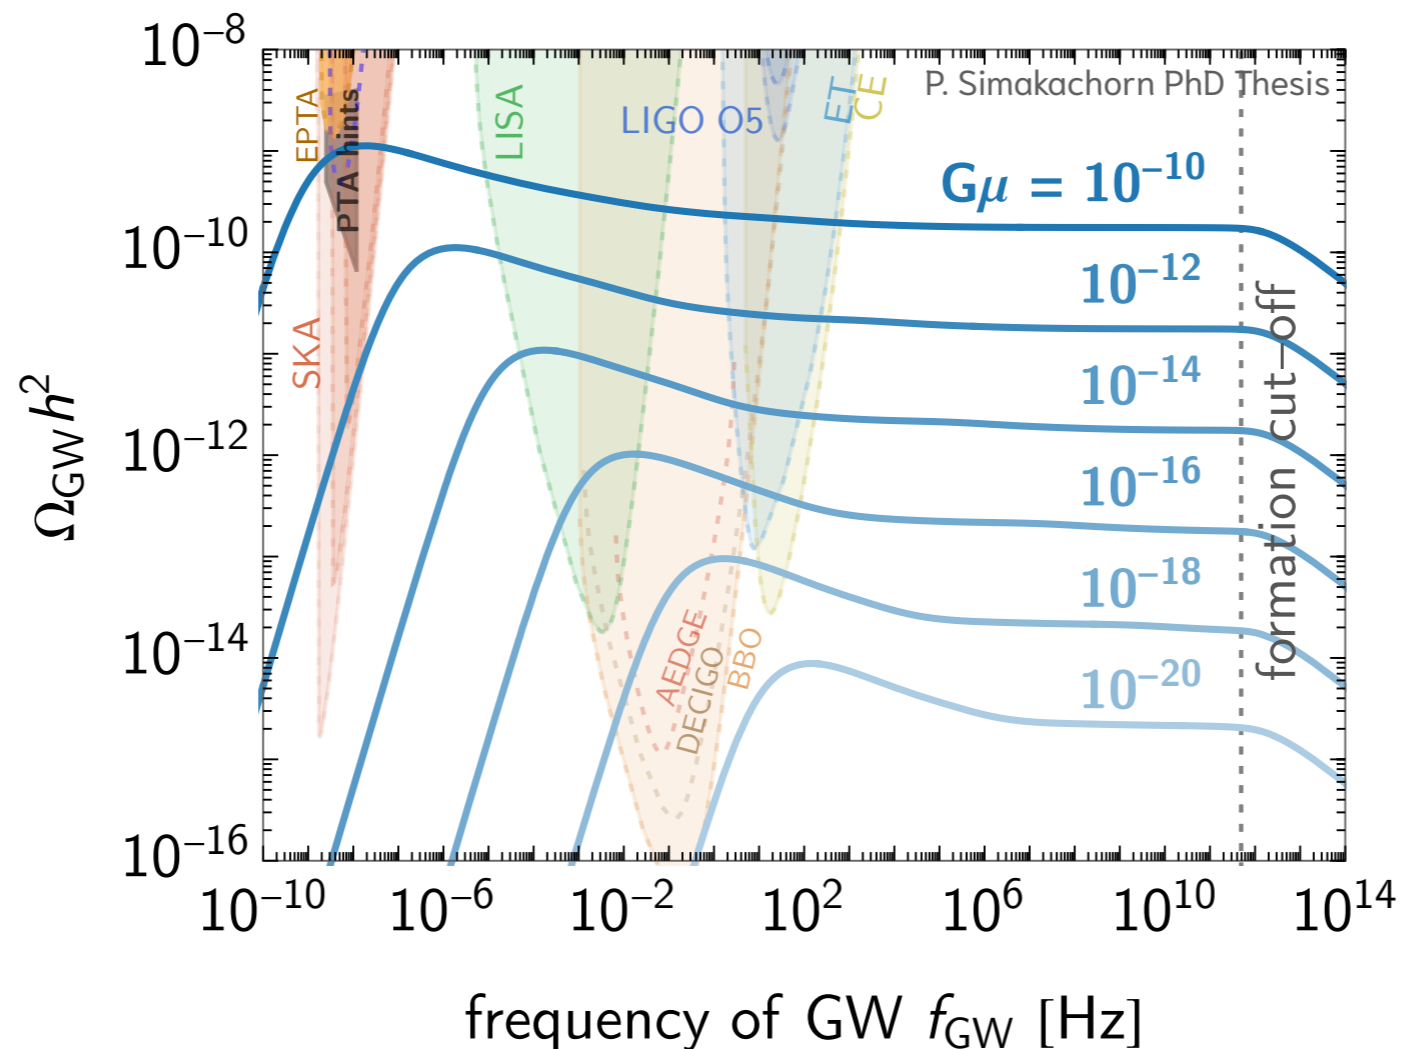 10⁻⁸
10⁻¹⁰
10⁻¹²
10⁻¹⁴
10⁻¹⁶
Ω_GW h²
P. Simakachorn PhD Thesis
EPTA
PTA hints
SKA
LISA
LIGO O5
ET
CE
AEDGE
DECIGO
BBO
Gμ = 10⁻¹⁰
10⁻¹²
10⁻¹⁴
10⁻¹⁶
10⁻¹⁸
10⁻²⁰
formation cut–off
10⁻¹⁰ 10⁻⁶ 10⁻² 10² 10⁶ 10¹⁰ 10¹⁴
frequency of GW f_GW [Hz]